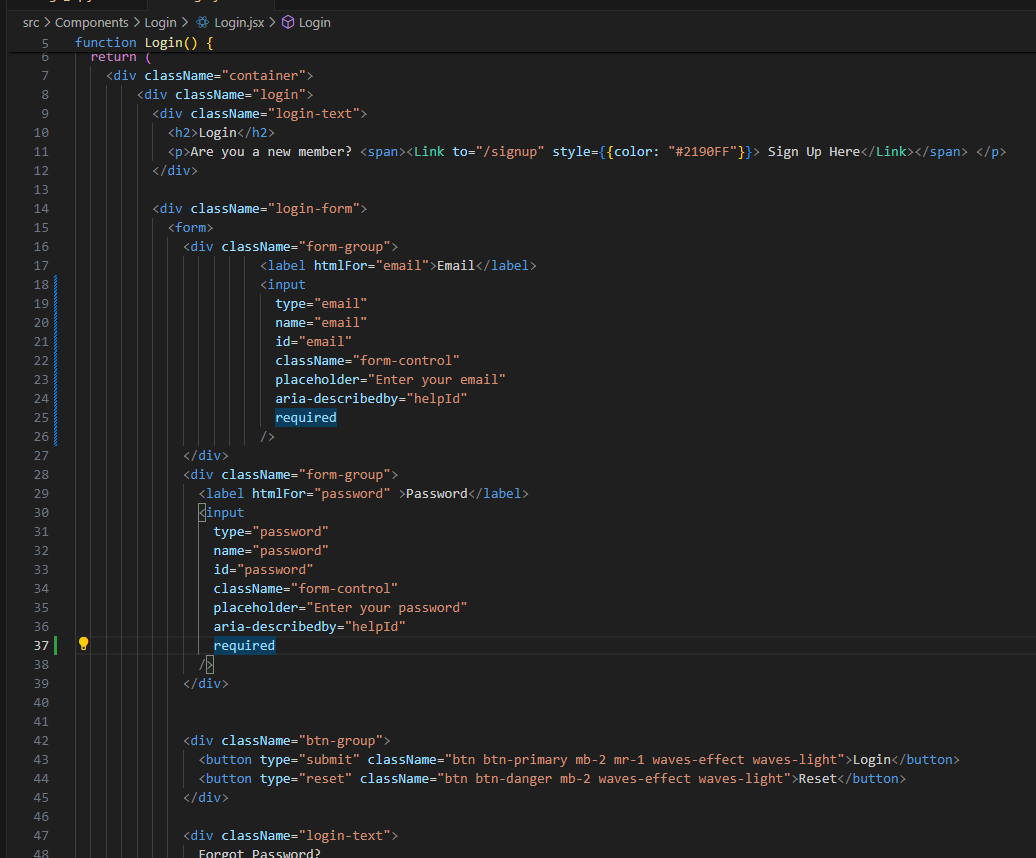 src > Components > Login > Login.jsx > Login
5 function Login() {
6 return (
7 <div className="container">
8 <div className="login">
9 <div className="login-text">
10 <h2>Login</h2>
11 <p>Are you a new member? <span><Link to="/signup" style={{color: "#2190FF"}}> Sign Up Here</Link></span> </p>
12 </div>
13
14 <div className="login-form">
15 <form>
16 <div className="form-group">
17 <label htmlFor="email">Email</label>
18 <input
19 type="email"
20 name="email"
21 id="email"
22 className="form-control"
23 placeholder="Enter your email"
24 aria-describedby="helpId"
25 required
26 />
27 </div>
28 <div className="form-group">
29 <label htmlFor="password" >Password</label>
30 <input
31 type="password"
32 name="password"
33 id="password"
34 className="form-control"
35 placeholder="Enter your password"
36 aria-describedby="helpId"
37 required
38 />
39 </div>
40
41
42 <div className="btn-group">
43 <button type="submit" className="btn btn-primary mb-2 mr-1 waves-effect waves-light">Login</button>
44 <button type="reset" className="btn btn-danger mb-2 waves-effect waves-light">Reset</button>
45 </div>
46
47 <div className="login-text">
48 Forgot Password?